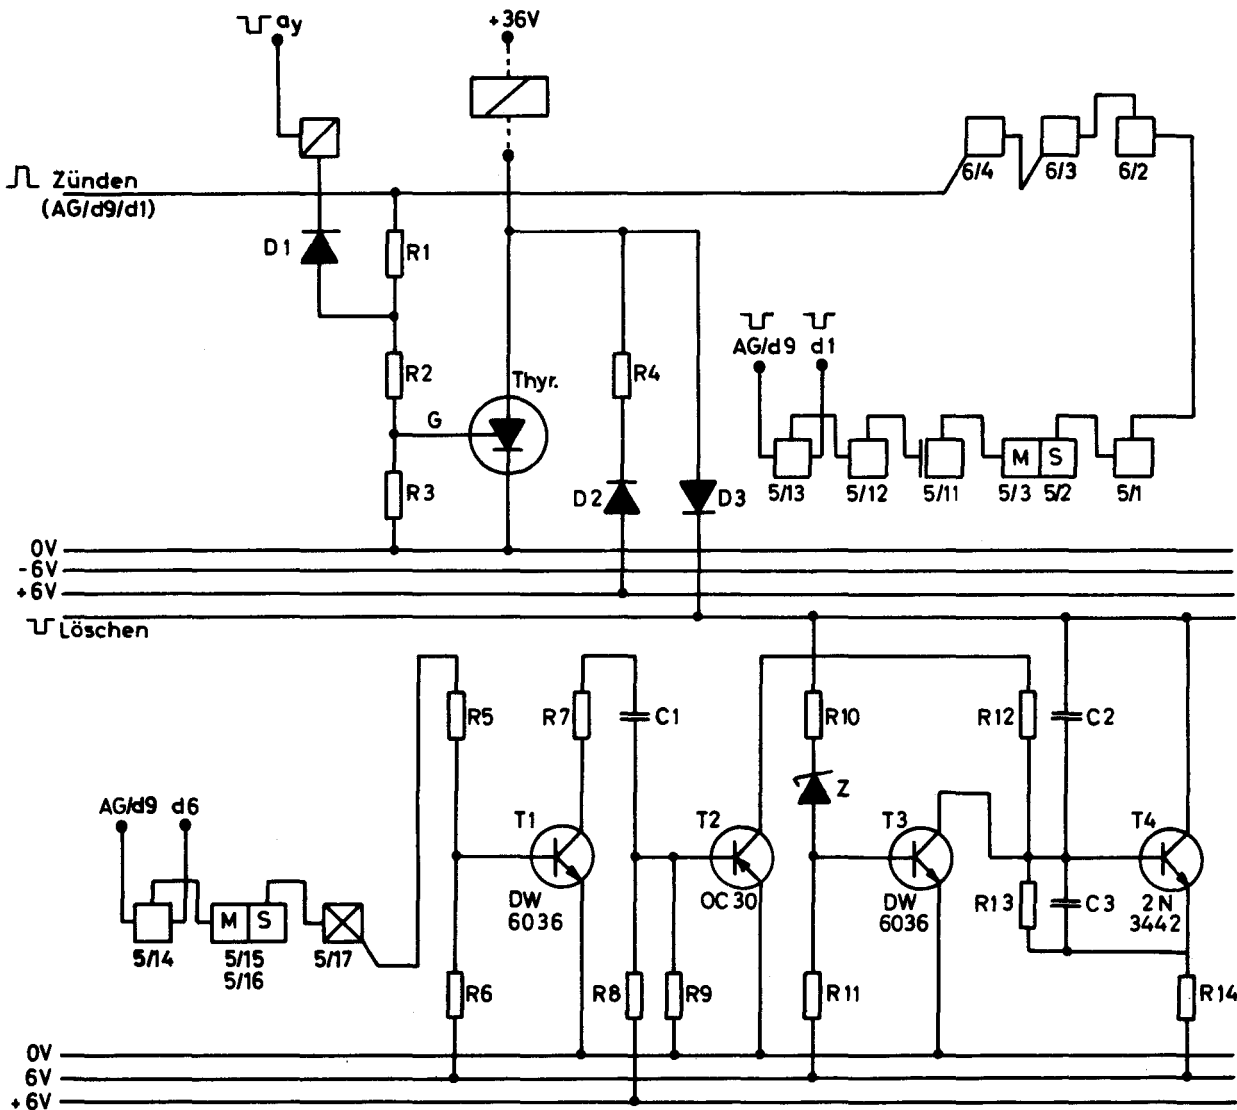 ay
+36V
Zünden
(AG/d9/d1)
6/4
6/3
6/2
D1
R1
AG/d9
d1
R2
Thyr.
R4
G
R3
D2
D3
M
S
5/13
5/12
5/11
5/3
5/2
5/1
0V
-6V
+6V
Löschen
R5
R7
C1
R10
R12
C2
Z
AG/d9
d6
T1
T2
T3
T4
DW
6036
OC30
DW
6036
R13
C3
2N
3442
M
S
5/14
5/15
5/16
5/17
R6
R8
R9
R11
R14
0V
6V
+6V